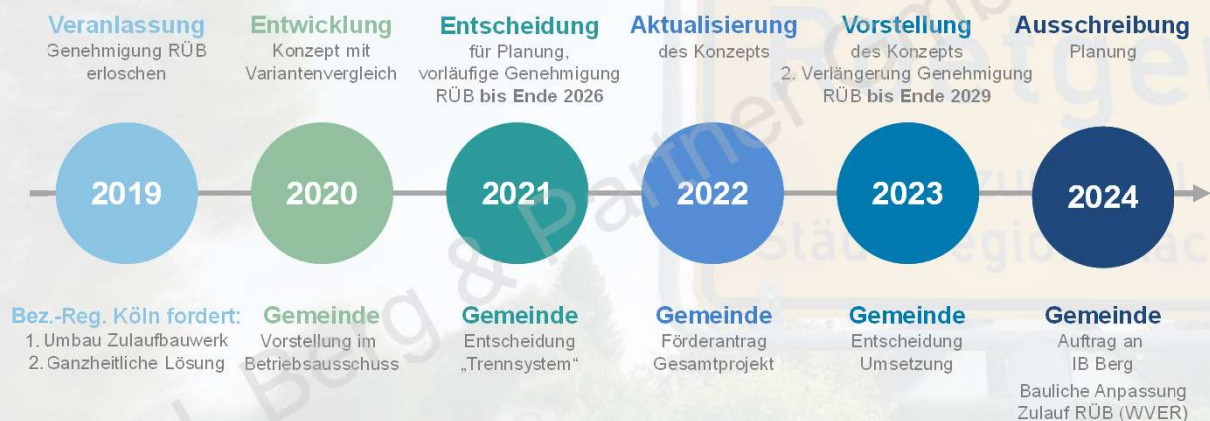 Veranlassung
Genehmigung RÜB
erloschen
Entwicklung
Konzept mit
Variantenvergleich
Entscheidung
für Planung,
vorläufige Genehmigung
RÜB bis Ende 2026
Aktualisierung
des Konzepts
Vorstellung
des Konzepts
2. Verlängerung Genehmigung
RÜB bis Ende 2029
Ausschreibung
Planung
2019
2020
2021
2022
2023
2024
Bez.-Reg. Köln fordert:
1. Umbau Zulaufbauwerk
2. Ganzheitliche Lösung
Gemeinde
Vorstellung im
Betriebsausschuss
Gemeinde
Entscheidung
„Trennsystem“
Gemeinde
Förderantrag
Gesamtprojekt
Gemeinde
Entscheidung
Umsetzung
Gemeinde
Auftrag an
IB Berg
Bauliche Anpassung
Zulauf RÜB (WVER)
Berg & Partner